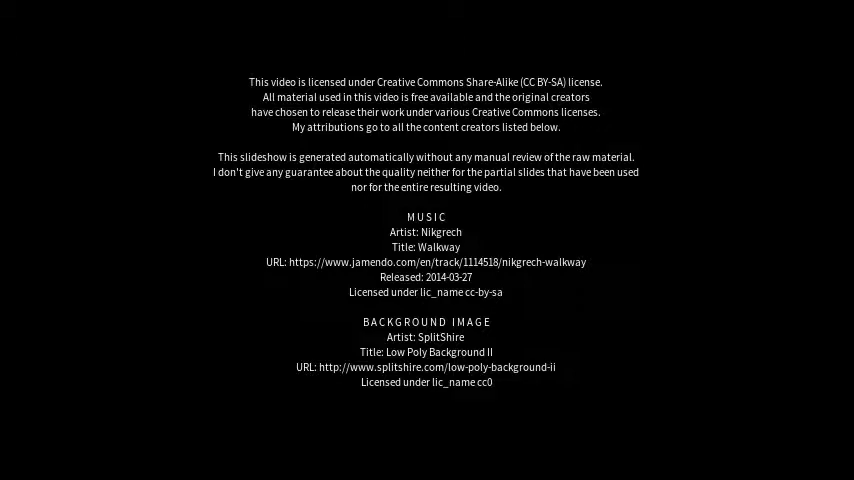 This video is licensed under Creative Commons Share-Alike (CC BY-SA) license.
All material used in this video is free available and the original creators
have chosen to release their work under various Creative Commons licenses.
My attributions go to all the content creators listed below.
This slideshow is generated automatically without any manual review of the raw material.
I don't give any guarantee about the quality neither for the partial slides that have been used
nor for the entire resulting video.
MUSIC
Artist: Nikgrech
Title: Walkway
URL: https://www.jamendo.com/en/track/1114518/nikgrech-walkway
Released: 2014-03-27
Licensed under lic_name cc-by-sa
BACKGROUND IMAGE
Artist: SplitShire
Title: Low Poly Background II
URL: http://www.splitshire.com/low-poly-background-ii
Licensed under lic_name cc0